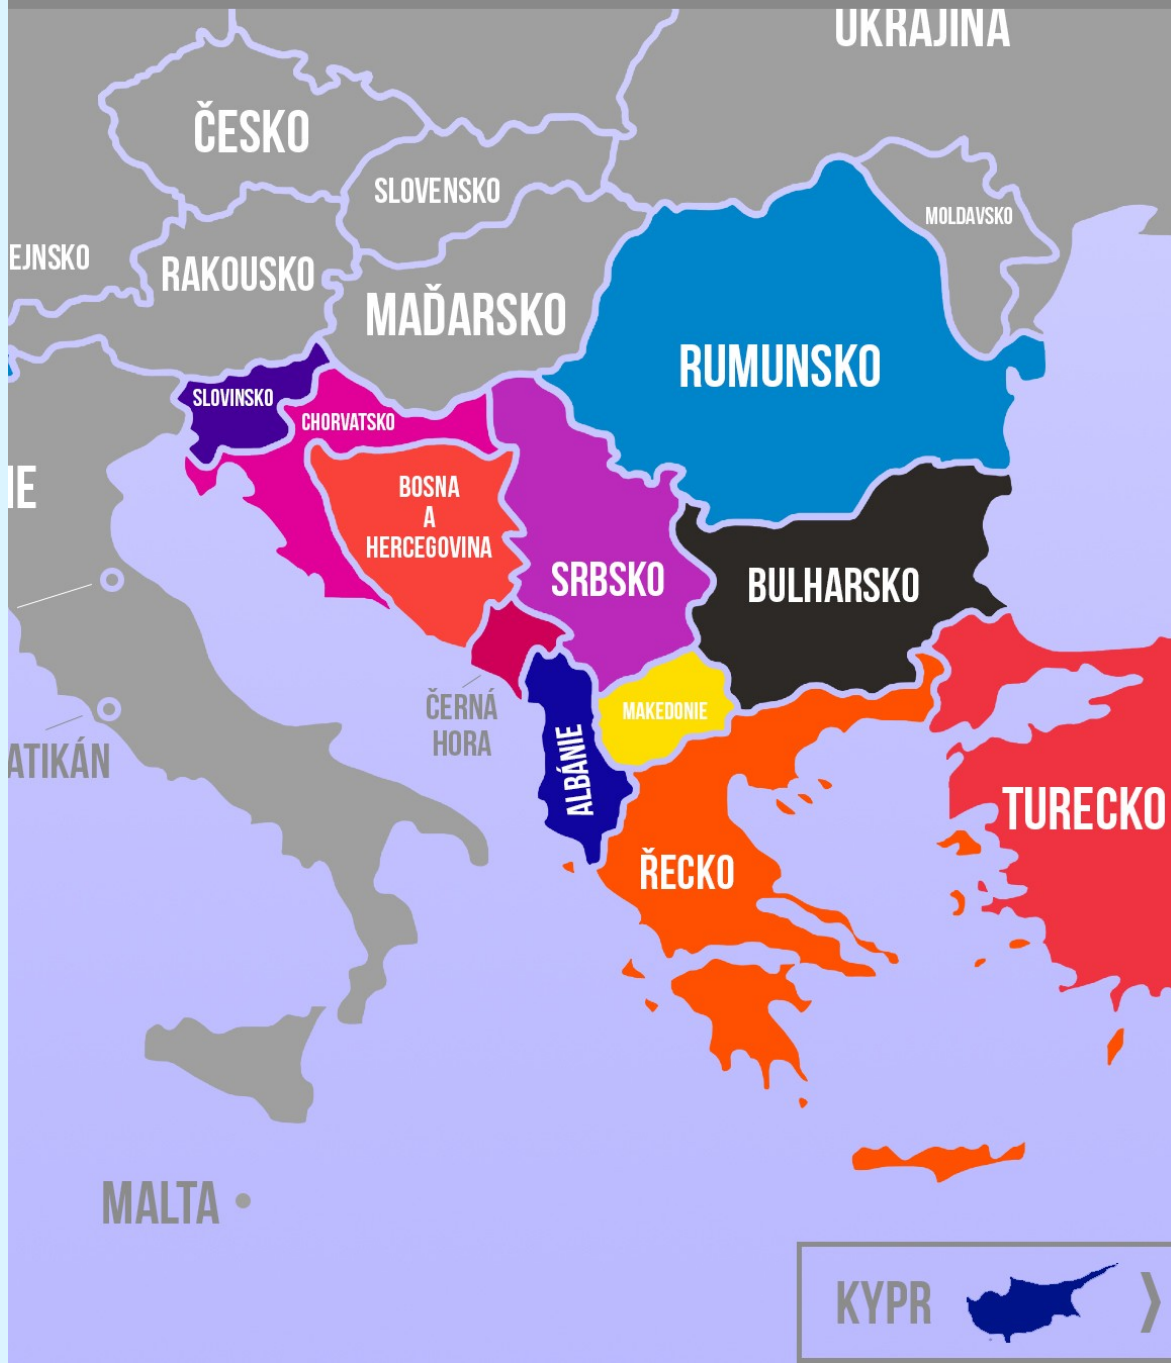 UKRAJINA
ČESKO
SLOVENSKO
MOLDAVSKO
EJNSKO
RAKOUSKO
MAĎARSKO
RUMUNSKO
SLOVINSKO
CHORVATSKO
IE
BOSNA
A
HERCEGOVINA
SRBSKO
BULHARSKO
ČERNÁ
HORA
MAKEDONIE
ATIKÁN
ALBÁNIE
TURECKO
ŘECKO
MALTA
KYPR